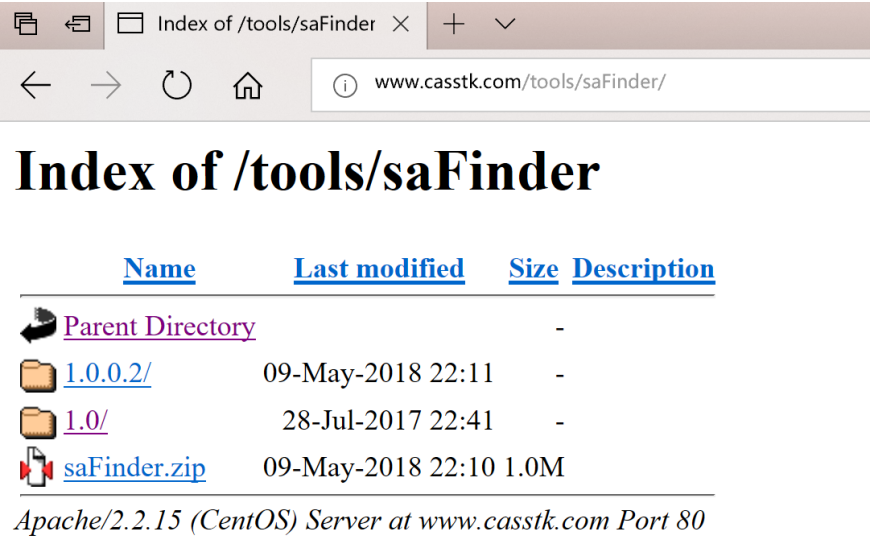 Index of /tools/saFinder
www.casstk.com/tools/saFinder/
Index of /tools/saFinder
Name Last modified Size Description
Parent Directory -
1.0.0.2/ 09-May-2018 22:11 -
1.0/ 28-Jul-2017 22:41 -
saFinder.zip 09-May-2018 22:10 1.0M
Apache/2.2.15 (CentOS) Server at www.casstk.com Port 80